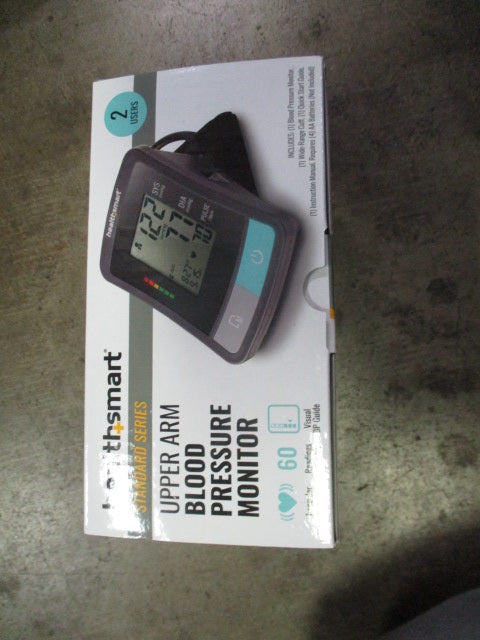 2
USERS
INCLUDES: (1) Blood Pressure Monitor,
(1) Wide Range Cuff, (1) Quick Start Guide,
(1) Instruction Manual. Requires (4) AA Batteries (Not Included)
healthsmart
122
SYS
77
DIA
70
PULSE
healthsmart
STANDARD SERIES
UPPER ARM
BLOOD
PRESSURE
MONITOR
60
Readings
Visual
BP Guide